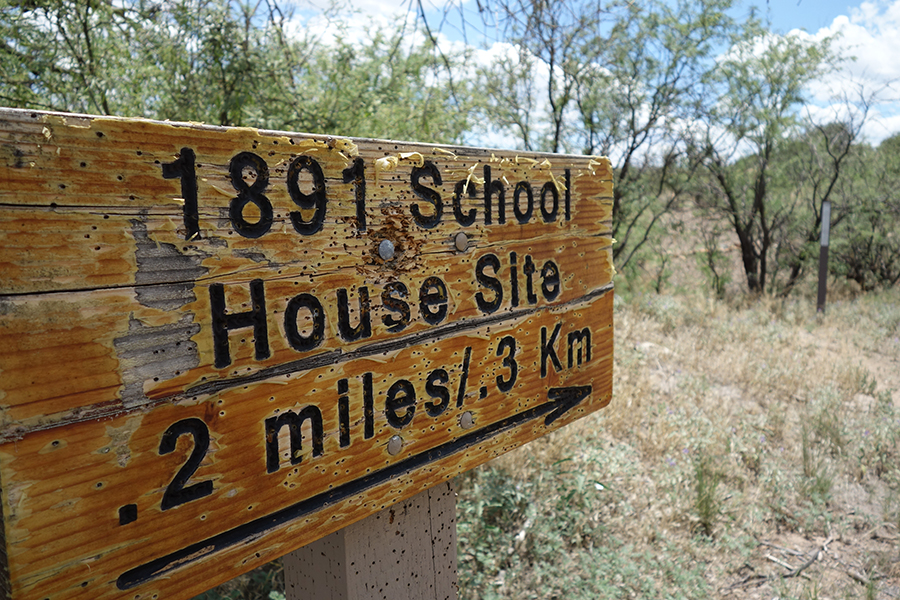 1891 School
House Site
.2 miles/.3 Km